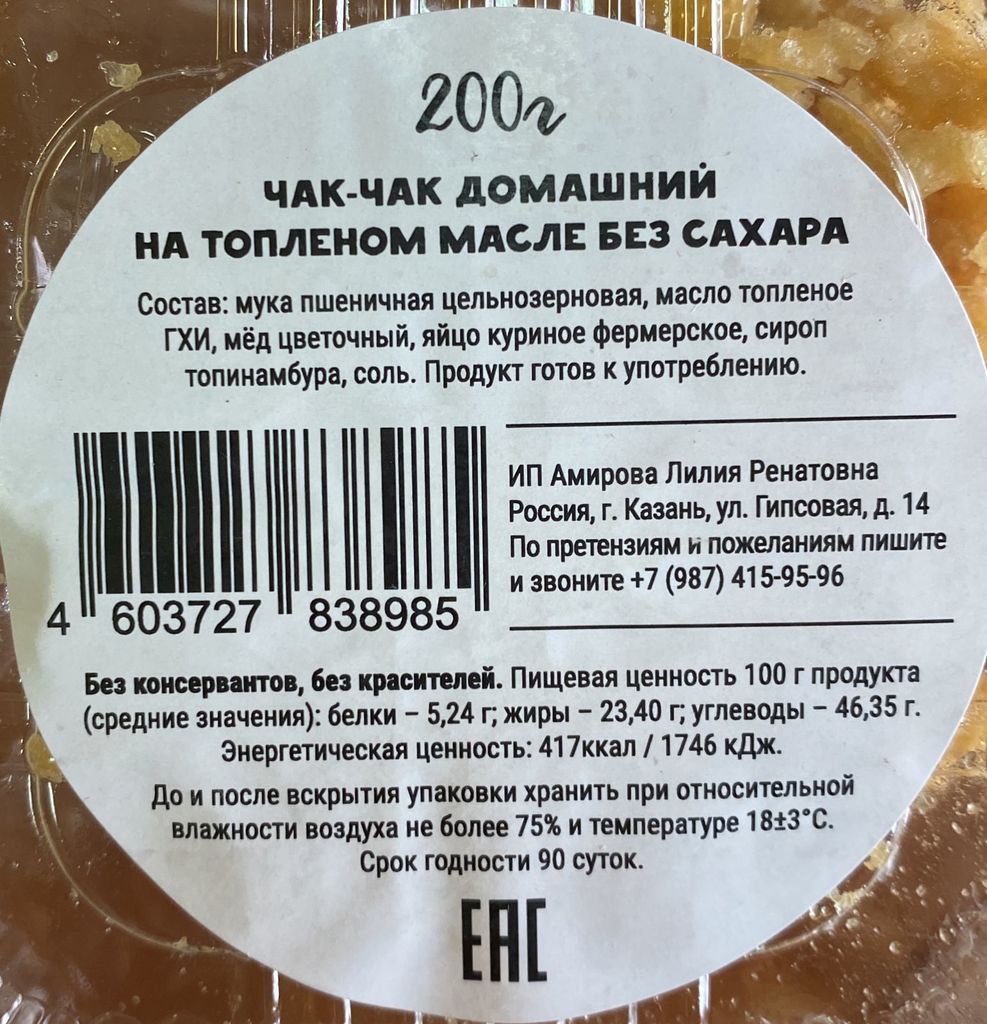 200г
ЧАК-ЧАК ДОМАШНИЙ
НА ТОПЛЕНОМ МАСЛЕ БЕЗ САХАРА
Состав: мука пшеничная цельнозерновая, масло топленое
ГХИ, мёд цветочный, яйцо куриное фермерское, сироп
топинамбура, соль. Продукт готов к употреблению.
ИП Амирова Лилия Ренатовна
Россия, г. Казань, ул. Гипсовая, д. 14
По претензиям и пожеланиям пишите
и звоните +7 (987) 415-95-96
4 603727 838985
Без консервантов, без красителей. Пищевая ценность 100 г продукта
(средние значения): белки – 5,24 г; жиры – 23,40 г; углеводы – 46,35 г.
Энергетическая ценность: 417ккал / 1746 кДж.
До и после вскрытия упаковки хранить при относительной
влажности воздуха не более 75% и температуре 18±3°С.
Срок годности 90 суток.
EAC